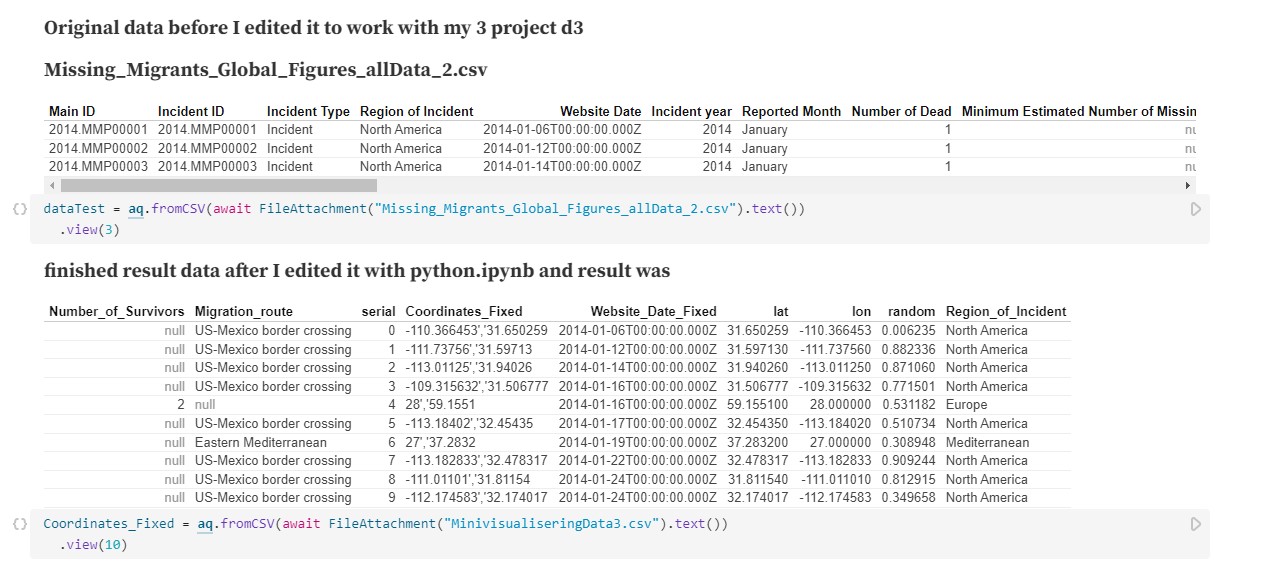 Original data before I edited it to work with my 3 project d3
Missing_Migrants_Global_Figures_allData_2.csv
Main ID Incident ID Incident Type Region of Incident Website Date Incident year Reported Month Number of Dead Minimum Estimated Number of Missin
2014.MMP00001 2014.MMP00001 Incident North America 2014-01-06T00:00:00.000Z 2014 January 1 nu
2014.MMP00002 2014.MMP00002 Incident North America 2014-01-12T00:00:00.000Z 2014 January 1 nu
2014.MMP00003 2014.MMP00003 Incident North America 2014-01-14T00:00:00.000Z 2014 January 1 nu
{} dataTest = aq.fromCSV(await FileAttachment("Missing_Migrants_Global_Figures_allData_2.csv").text())
.view(3)
finished result data after I edited it with python.ipynb and result was
Number_of_Survivors Migration_route serial Coordinates_Fixed Website_Date_Fixed lat lon random Region_of_Incident
null US-Mexico border crossing 0 -110.366453','31.650259 2014-01-06T00:00:00.000Z 31.650259 -110.366453 0.006235 North America
null US-Mexico border crossing 1 -111.73756','31.59713 2014-01-12T00:00:00.000Z 31.597130 -111.737560 0.882336 North America
null US-Mexico border crossing 2 -113.01125','31.94026 2014-01-14T00:00:00.000Z 31.940260 -113.011250 0.871060 North America
null US-Mexico border crossing 3 -109.315632','31.506777 2014-01-16T00:00:00.000Z 31.506777 -109.315632 0.771501 North America
2 null 4 28','59.1551 2014-01-16T00:00:00.000Z 59.155100 28.000000 0.531182 Europe
null US-Mexico border crossing 5 -113.18402','32.45435 2014-01-17T00:00:00.000Z 32.454350 -113.184020 0.510734 North America
null Eastern Mediterranean 6 27','37.2832 2014-01-19T00:00:00.000Z 37.283200 27.000000 0.308948 Mediterranean
null US-Mexico border crossing 7 -113.182833','32.478317 2014-01-22T00:00:00.000Z 32.478317 -113.182833 0.909244 North America
null US-Mexico border crossing 8 -111.01101','31.81154 2014-01-24T00:00:00.000Z 31.811540 -111.011010 0.812915 North America
null US-Mexico border crossing 9 -112.174583','32.174017 2014-01-24T00:00:00.000Z 32.174017 -112.174583 0.349658 North America
{} Coordinates_Fixed = aq.fromCSV(await FileAttachment("MinivisualiseringData3.csv").text())
.view(10)